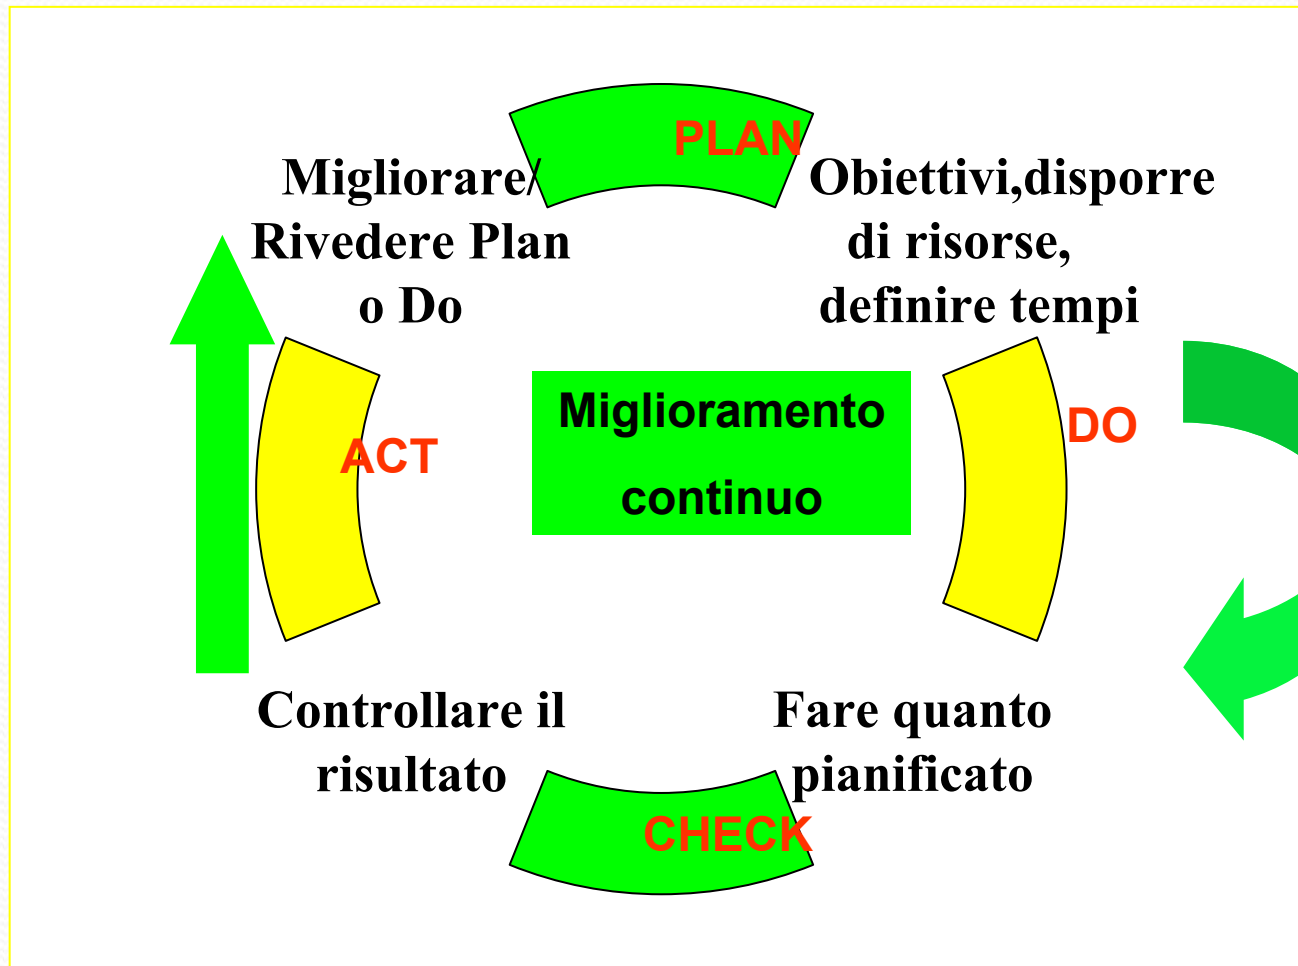 PLAN
Migliorare/
Rivedere Plan
o Do
Obiettivi,disporre
di risorse,
definire tempi
ACT
Miglioramento
continuo
DO
Controllare il
risultato
Fare quanto
pianificato
CHECK